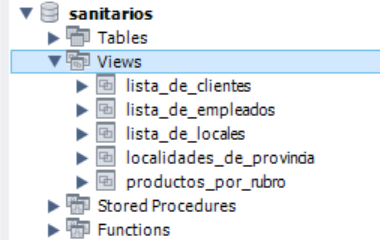 sanitarios
Tables
Views
lista_de_clientes
lista_de_empleados
lista_de_locales
localidades_de_provincia
productos_por_rubro
Stored Procedures
Functions